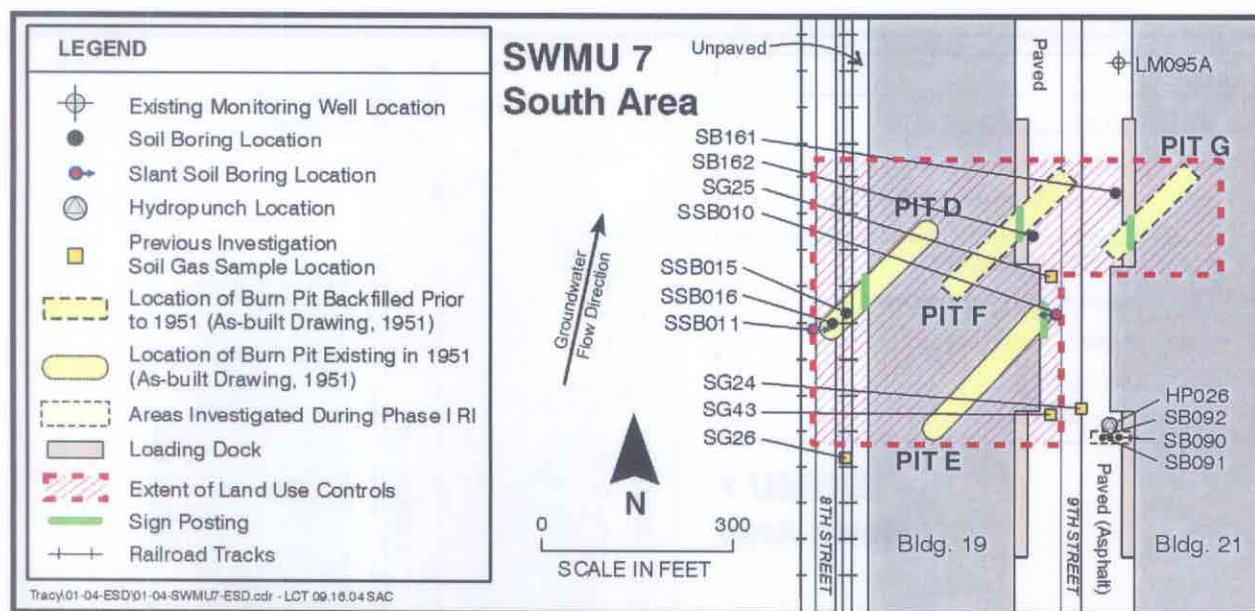 LEGEND
Existing Monitoring Well Location
Soil Boring Location
Slant Soil Boring Location
Hydropunch Location
Previous Investigation
Soil Gas Sample Location
Location of Burn Pit Backfilled Prior
to 1951 (As-built Drawing, 1951)
Location of Burn Pit Existing in 1951
(As-built Drawing, 1951)
Areas Investigated During Phase I RI
Loading Dock
Extent of Land Use Controls
Sign Posting
Railroad Tracks
Tracy\01-04-ESD\01-04-SWMU7-ESD.cdr - LCT 09.16.04 SAC
SWMU 7
South Area
Unpaved
Paved
LM095A
SB161
SB162
SG25
SSB010
SSB015
SSB016
SSB011
SG24
SG43
SG26
PIT G
PIT D
PIT F
PIT E
HP026
SB092
SB090
SB091
Groundwater
Flow Direction
N
0 300
SCALE IN FEET
8TH STREET
Bldg. 19
9TH STREET
Paved (Asphalt)
Bldg. 21